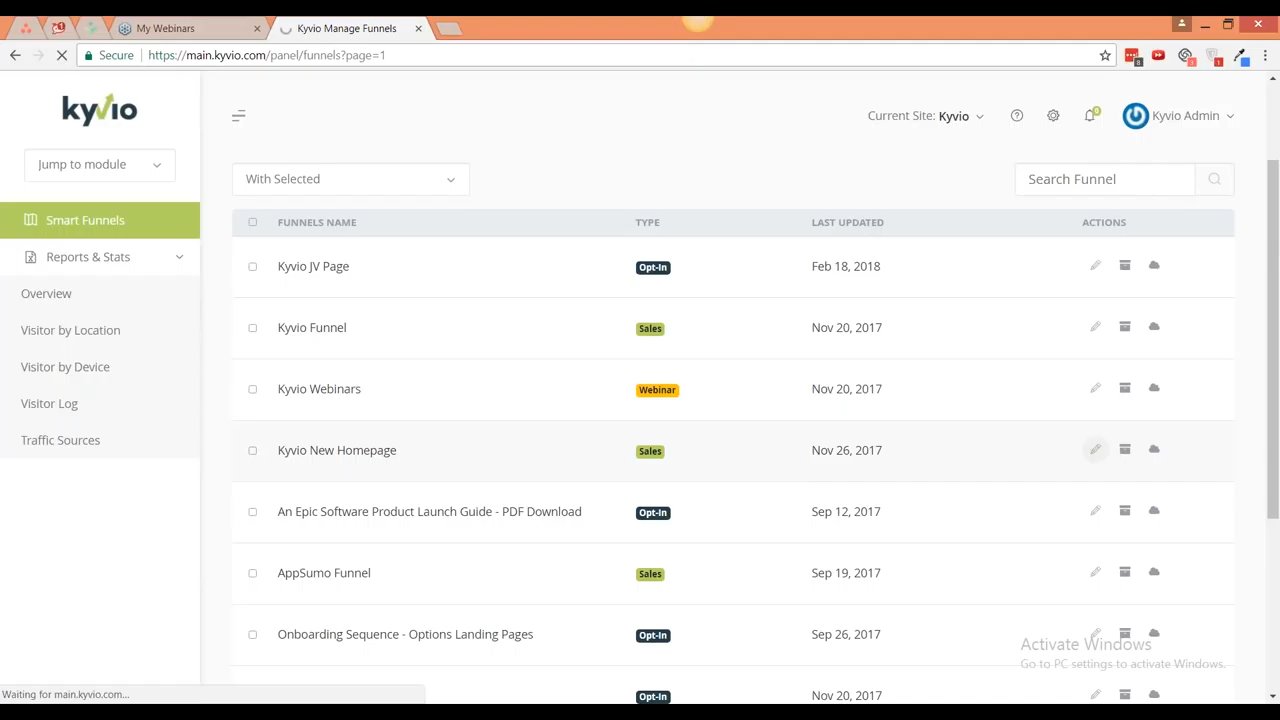 My Webinars
Kyvio Manage Funnels
Secure
https://main.kyvio.com/panel/funnels?page=1
kyvio
Current Site: Kyvio
0
Kyvio Admin
Jump to module
With Selected
Search Funnel
Smart Funnels
Reports & Stats
Overview
Visitor by Location
Visitor by Device
Visitor Log
Traffic Sources
FUNNELS NAME TYPE LAST UPDATED ACTIONS
Kyvio JV Page Opt-In Feb 18, 2018
Kyvio Funnel Sales Nov 20, 2017
Kyvio Webinars Webinar Nov 20, 2017
Kyvio New Homepage Sales Nov 26, 2017
An Epic Software Product Launch Guide - PDF Download Opt-In Sep 12, 2017
AppSumo Funnel Sales Sep 19, 2017
Onboarding Sequence - Options Landing Pages Opt-In Sep 26, 2017
Opt-In Nov 20, 2017
Activate Windows
Go to PC settings to activate Windows.
Waiting for main.kyvio.com...